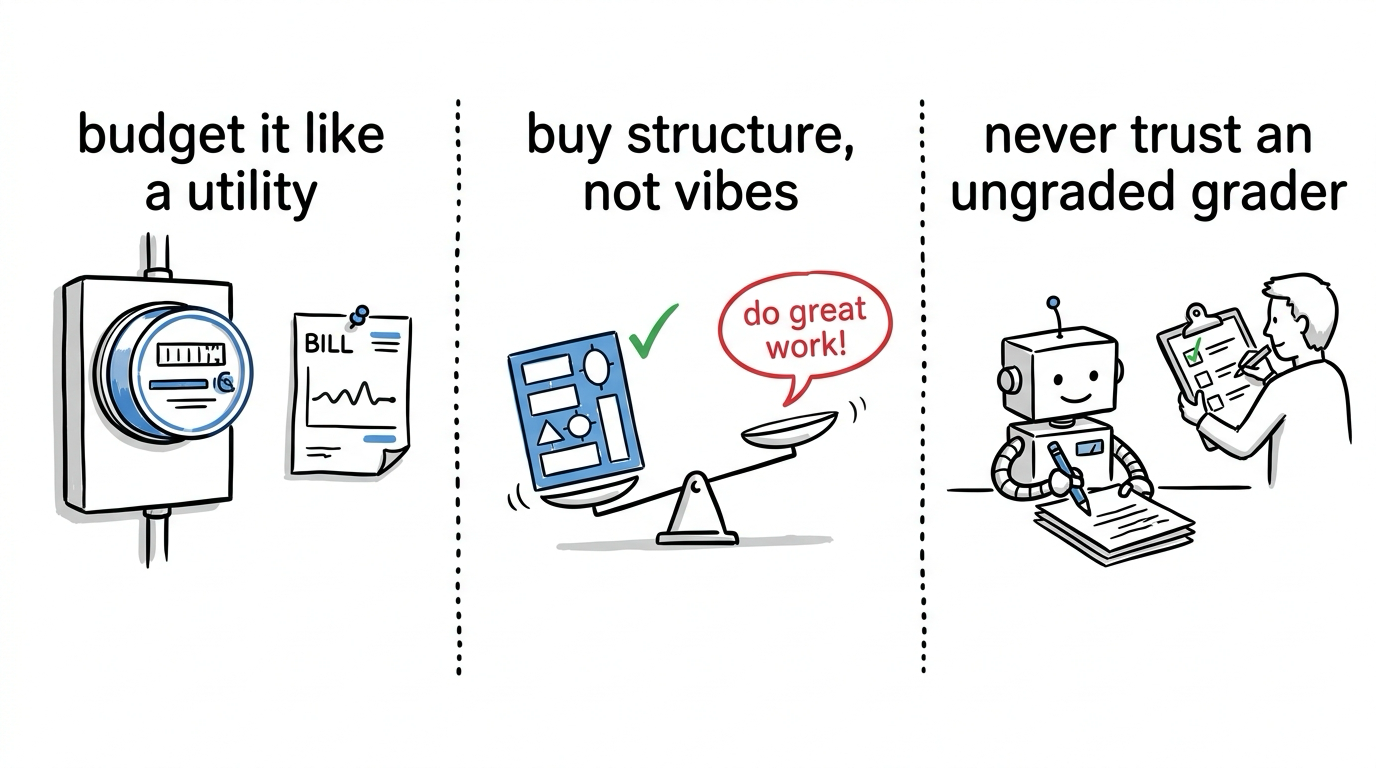 budget it like
a utility
BILL
buy structure,
not vibes
do great
work!
never trust an
ungraded grader